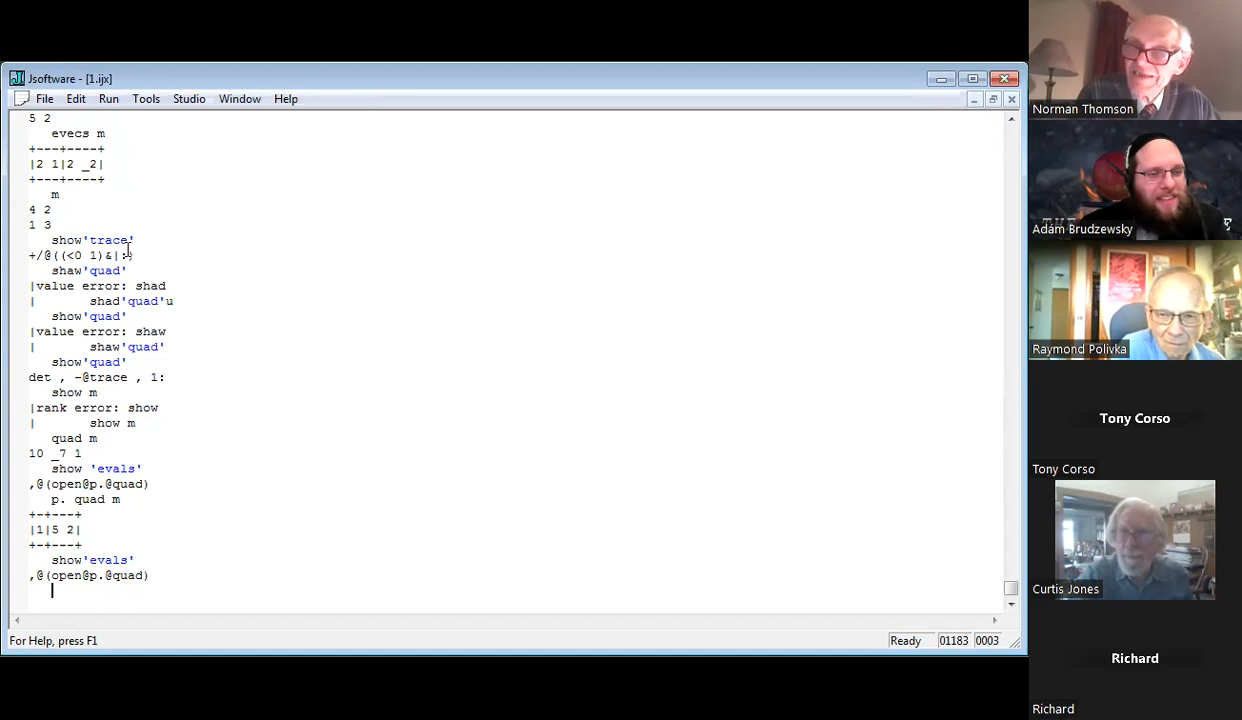 Jsoftware - [1.ijx]
File Edit Run Tools Studio Window Help
5 2
evecs m
+---+----+
|2 1|2 _2|
+---+----+
m
4 2
1 3
show'trace'
+/@((<0 1)&|:)
shaw'quad'
|value error: shad
| shad'quad'u
show'quad'
|value error: shaw
| shaw'quad'
show'quad'
det , -@trace , 1:
show m
|rank error: show
| show m
quad m
10 _7 1
show 'evals'
,@(open@p.@quad)
p. quad m
+-+---+
|1|5 2|
+-+---+
show'evals'
,@(open@p.@quad)
For Help, press F1
Ready 01183 0003
Norman Thomson
Adam Brudzewsky
Raymond Polivka
Tony Corso
Tony Corso
Curtis Jones
Richard
Richard